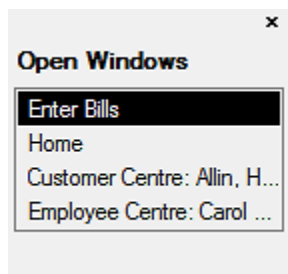 Open Windows
Enter Bills
Home
Customer Centre: Allin, H...
Employee Centre: Carol ...